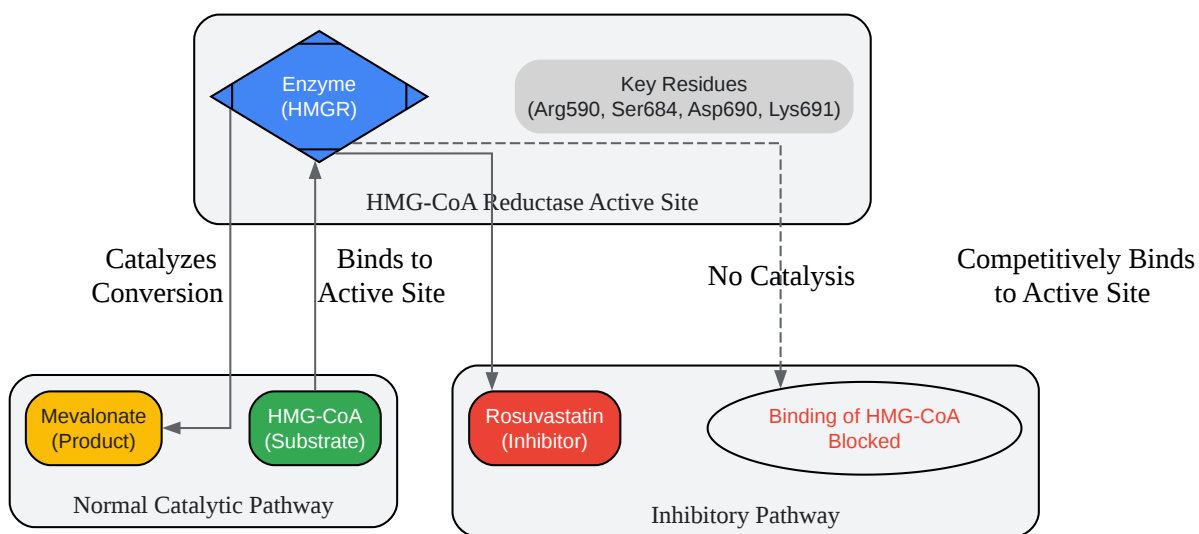 Enzyme
(HMGR)
Key Residues
(Arg590, Ser684, Asp690, Lys691)
HMG-CoA Reductase Active Site
Catalyzes
Conversion
Binds to
Active Site
No Catalysis
Competitively Binds
to Active Site
Mevalonate
(Product)
HMG-CoA
(Substrate)
Normal Catalytic Pathway
Rosuvastatin
(Inhibitor)
Binding of HMG-CoA
Blocked
Inhibitory Pathway